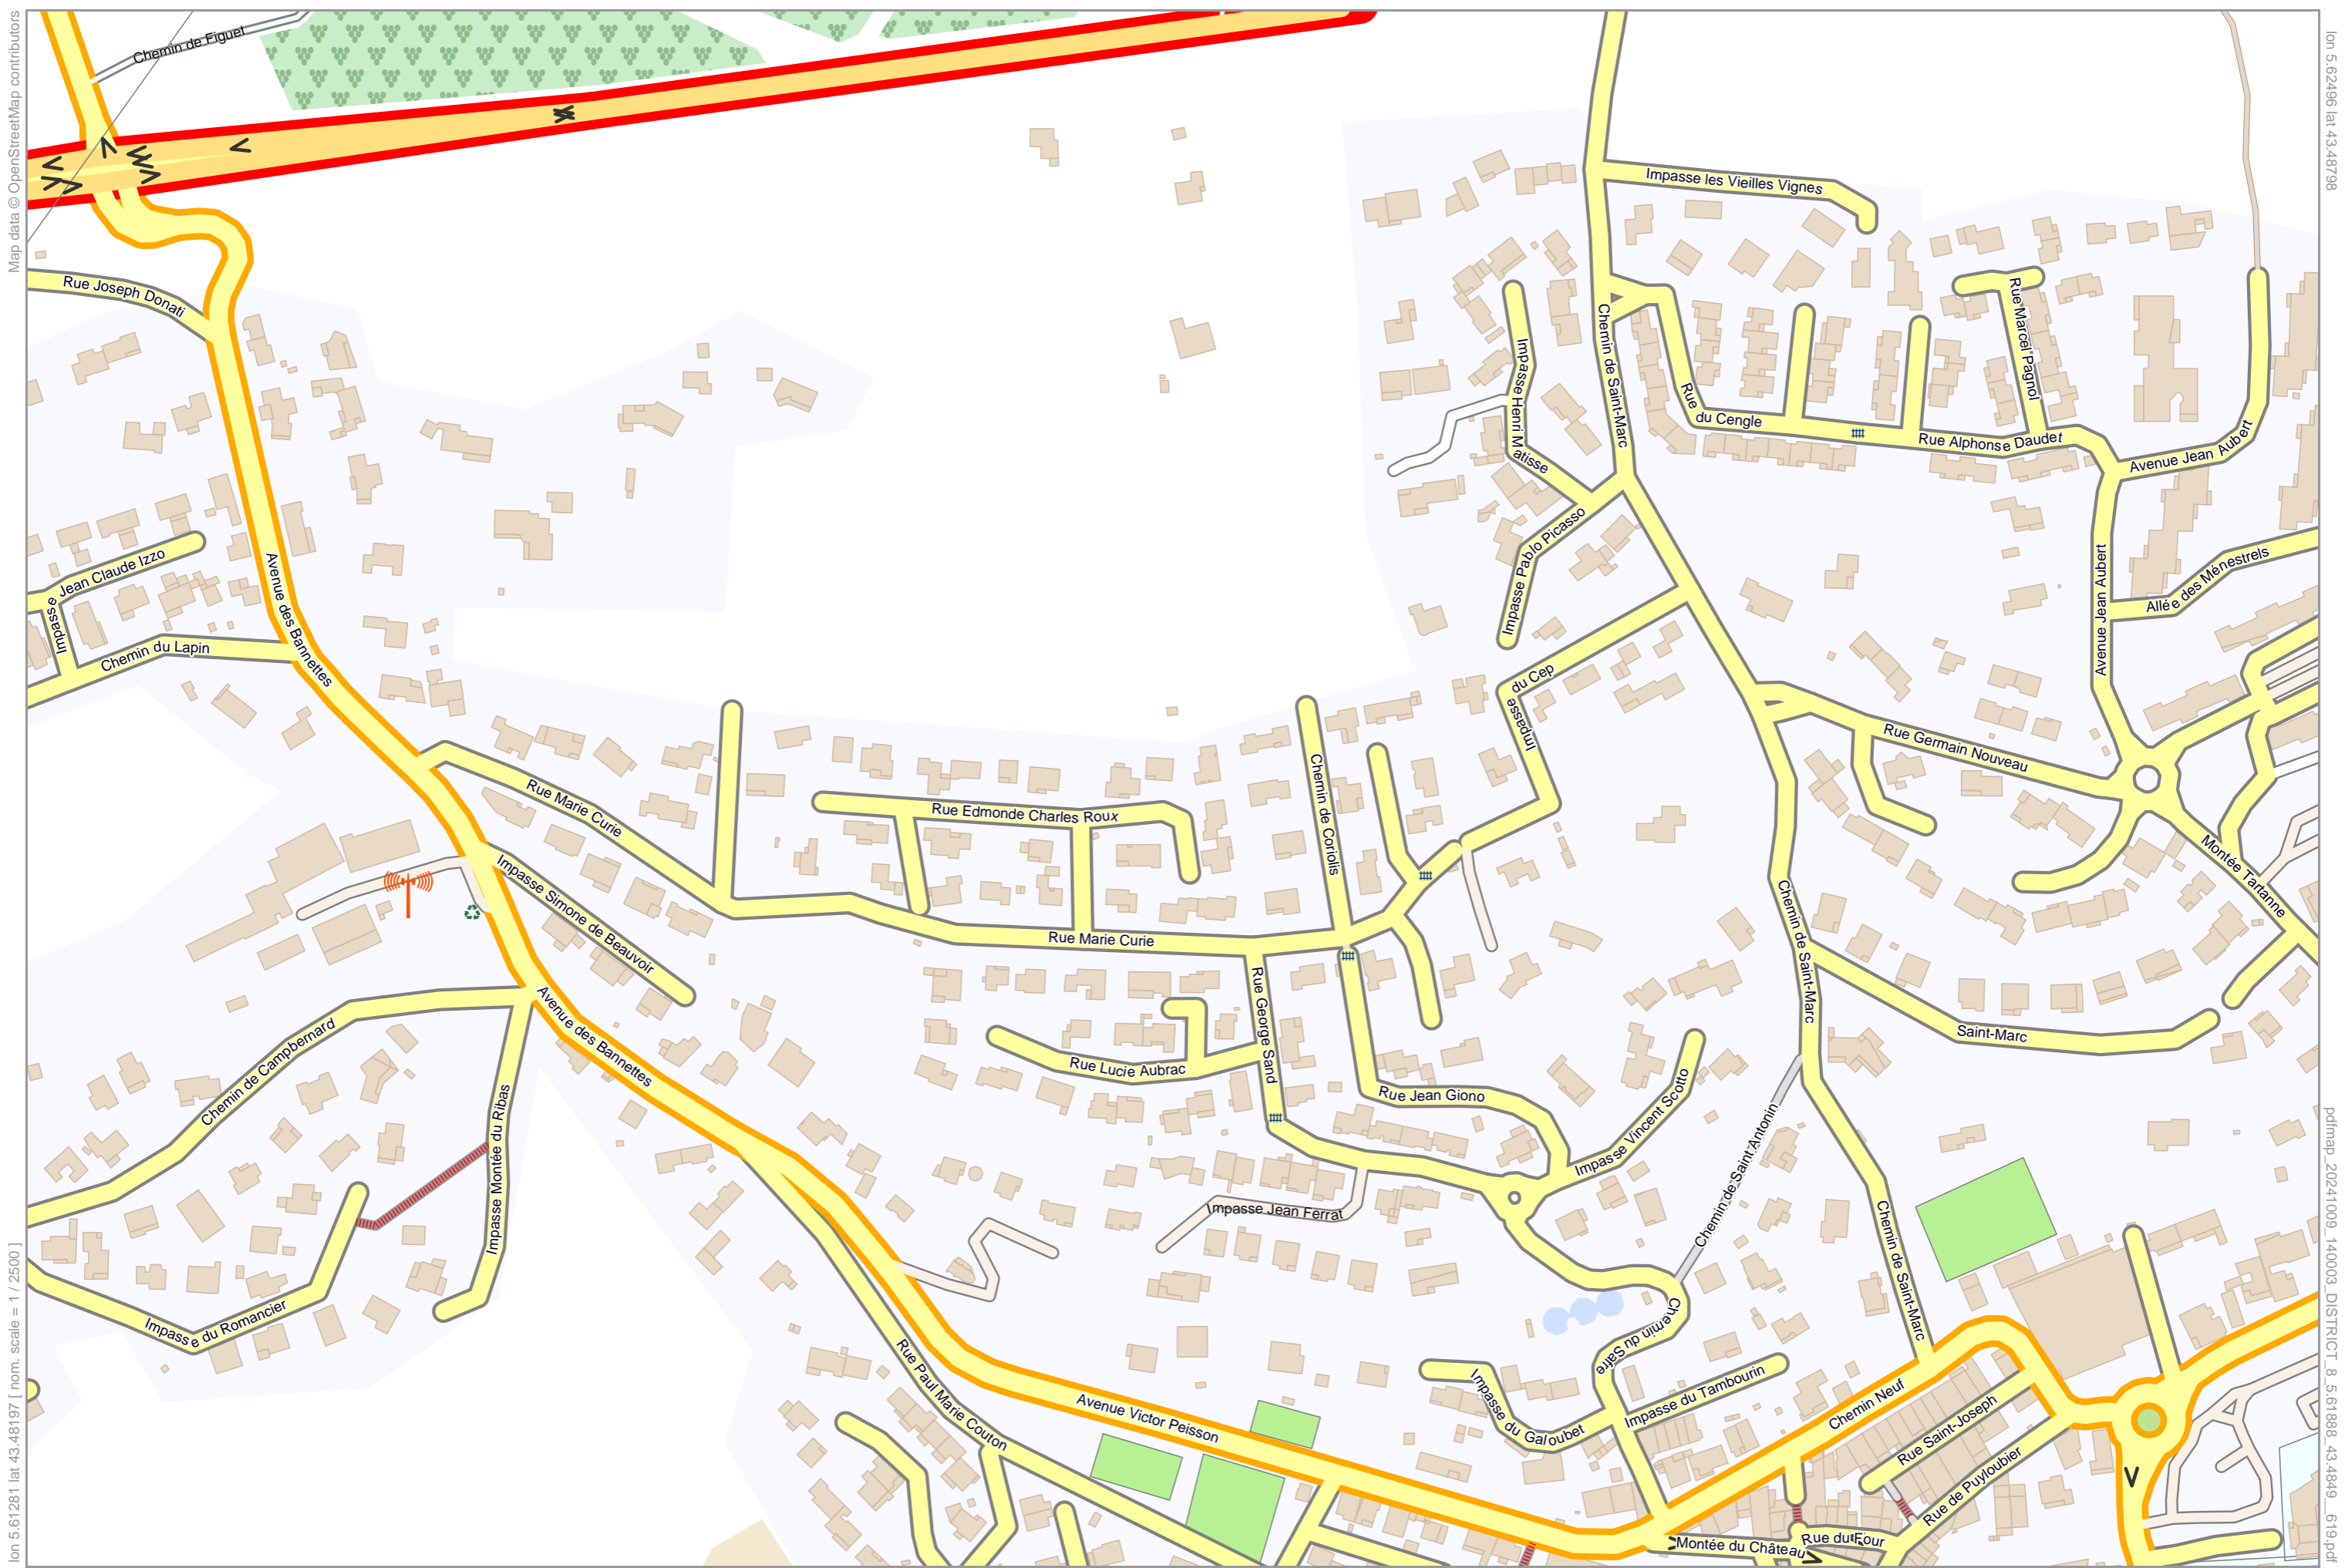 Map data © OpenStreetMap contributors
lon 5.62496 lat 43.48798
Chemin de Figuet
Impasse les Vieilles Vignes
Rue Joseph Donati
Rue Marcel Pagnol
Chemin de Saint-Marc
Impasse Henri Matisse
Rue du Cengle
Rue Alphonse Daudet
Avenue Jean Aubert
Impasse Pablo Picasso
Impasse Jean Claude Izzo
Avenue des Bannettes
Avenue Jean Aubert
Allée des Ménestrels
Chemin du Lapin
Impasse du Cep
Rue Germain Nouveau
Rue Marie Curie
Rue Edmonde Charles Roux
Chemin de Coriolis
Montée Tartanne
Impasse Simone de Beauvoir
Rue Marie Curie
Chemin de Saint-Marc
Rue George Sand
Saint-Marc
Avenue des Bannettes
Chemin de Campbernard
Rue Lucie Aubrac
Rue Jean Giono
Impasse Vincent Scotto
Impasse Montée du Ribas
Chemin de Saint-Antonin
Impasse Jean Ferrat
Chemin de Saint-Marc
Impasse du Romancier
Chemin du Safre
Rue Paul Marie Couton
Avenue Victor Peisson
Impasse du Galoubet
Impasse du Tambourin
Chemin Neuf
Rue Saint-Joseph
Rue de Puyloubier
Montée du Château
Rue du Four
lon 5.61281 lat 43.48197 [ nom. scale = 1 / 2500 ]
pdfmap_20241009_140003_DISTRICT_8_5.61888_43.4849__619.pdf